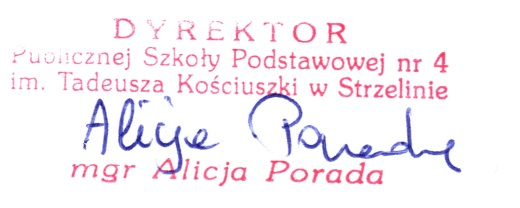 DYREKTOR
Publicznej Szkoły Podstawowej nr 4
im. Tadeusza Kościuszki w Strzelinie
Alicja Porada
mgr Alicja Porada